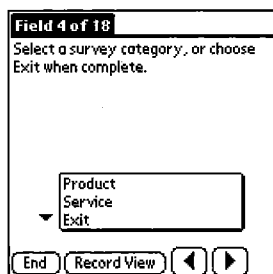 Field 4 of 18
Select a survey category, or choose
Exit when complete.
Product
Service
Exit
End Record View